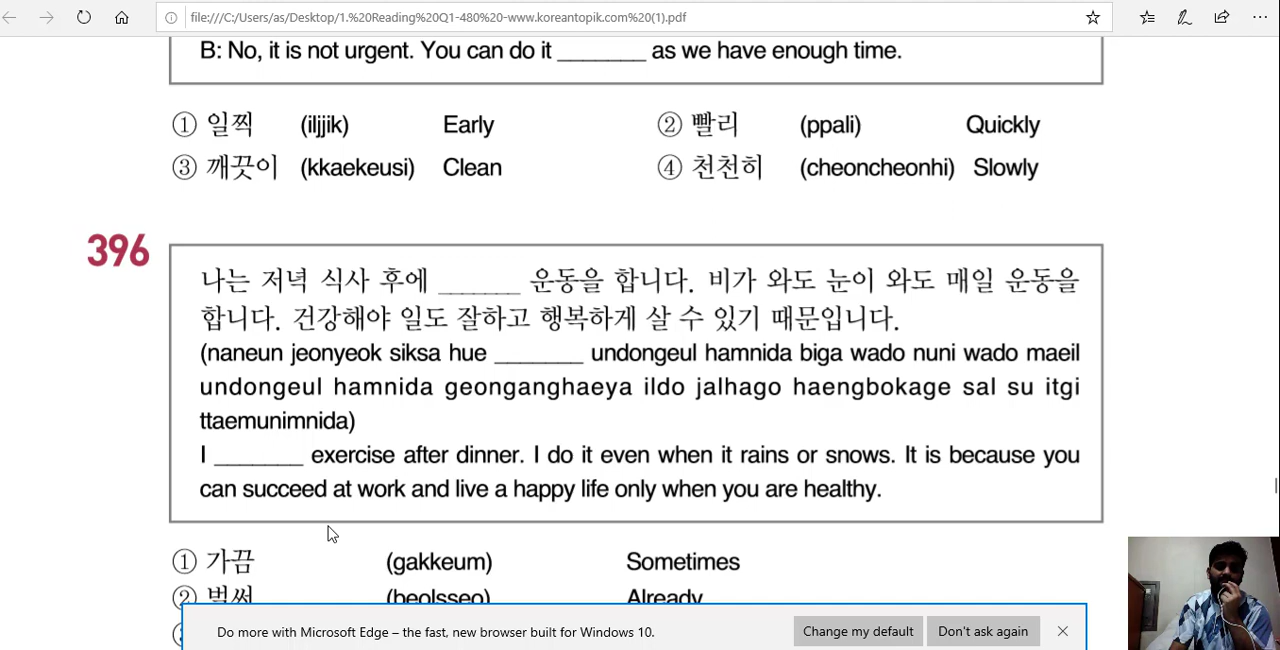 file:///C:/Users/as/Desktop/1.%20Reading%20Q1-480%20-www.koreantopik.com%20(1).pdf
B: No, it is not urgent. You can do it _______ as we have enough time.
① 일찍 (iljjik) Early ② 빨리 (ppali) Quickly
③ 깨끗이 (kkaekeusi) Clean ④ 천천히 (cheoncheonhi) Slowly
396
나는 저녁 식사 후에 _______ 운동을 합니다. 비가 와도 눈이 와도 매일 운동을
합니다. 건강해야 일도 잘하고 행복하게 살 수 있기 때문입니다.
(naneun jeonyeok siksa hue _______ undongeul hamnida biga wado nuni wado maeil
undongeul hamnida geonganghaeya ildo jalhago haengbokage sal su itgi
ttaemunimnida)
I _______ exercise after dinner. I do it even when it rains or snows. It is because you
can succeed at work and live a happy life only when you are healthy.
① 가끔 (gakkeum) Sometimes
② 벌써 (beolsseo) Already
Do more with Microsoft Edge – the fast, new browser built for Windows 10. Change my default Don't ask again